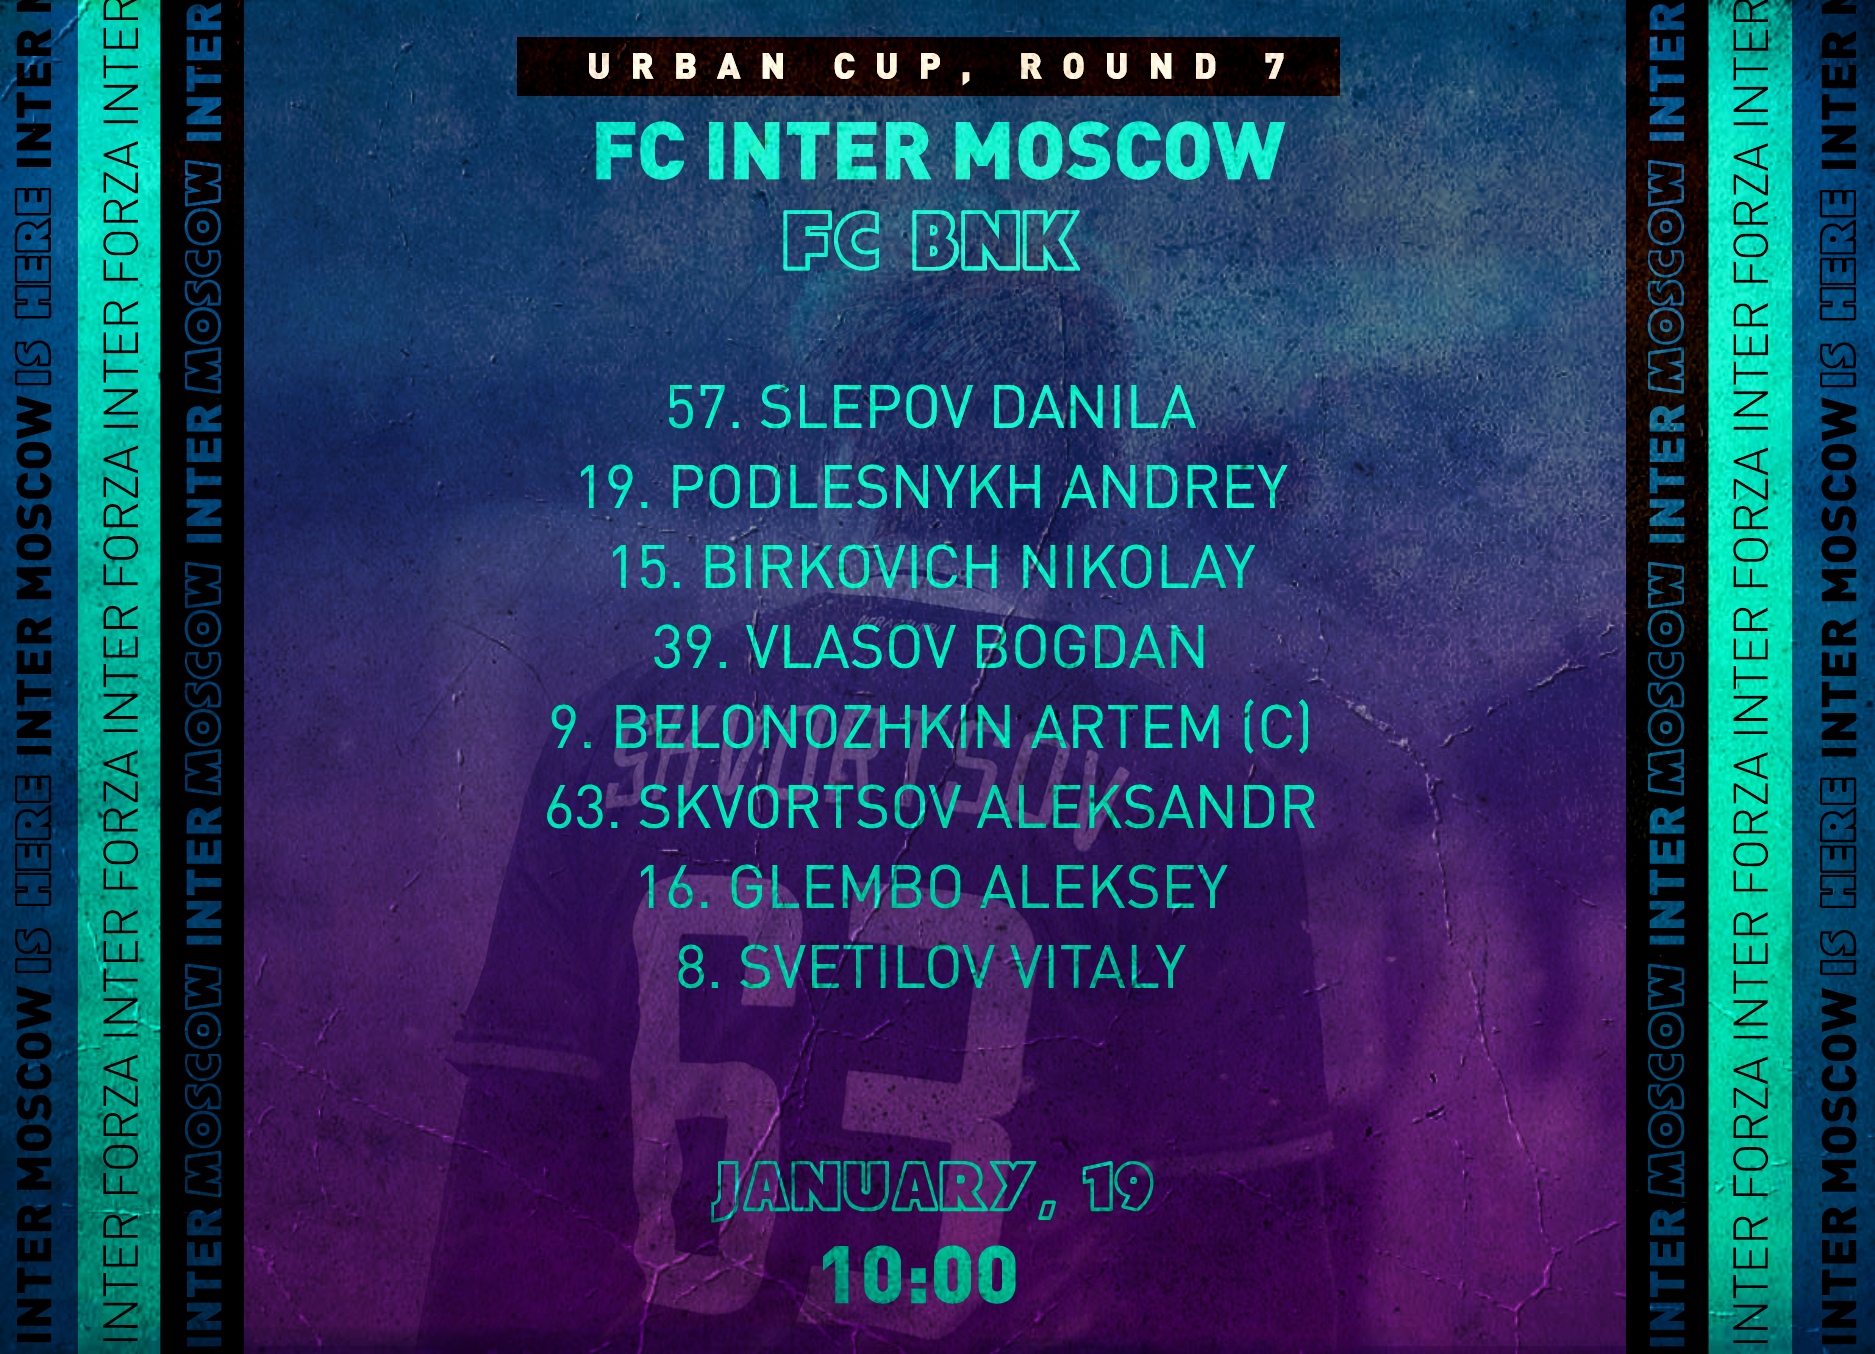 URBAN CUP, ROUND 7
FC INTER MOSCOW
FC BNK
57. SLEPOV DANILA
19. PODLESNYKH ANDREY
15. BIRKOVICH NIKOLAY
39. VLASOV BOGDAN
9. BELONOZHKIN ARTEM (C)
SKVORTSOV
63. SKVORTSOV ALEKSANDR
16. GLEMBO ALEKSEY
8. SVETILOV VITALY
63
JANUARY, 19
10:00
INTER MOSCOW IS HERE INTER MOSCOW IS HERE INTER
INTER FORZA INTER FORZA INTER FORZA INTER FORZA INTER
INTER MOSCOW INTER MOSCOW INTER MOSCOW INTER
INTER MOSCOW INTER MOSCOW INTER MOSCOW INTER
INTER FORZA INTER FORZA INTER FORZA INTER FORZA INTER
INTER MOSCOW IS HERE INTER MOSCOW IS HERE INTER